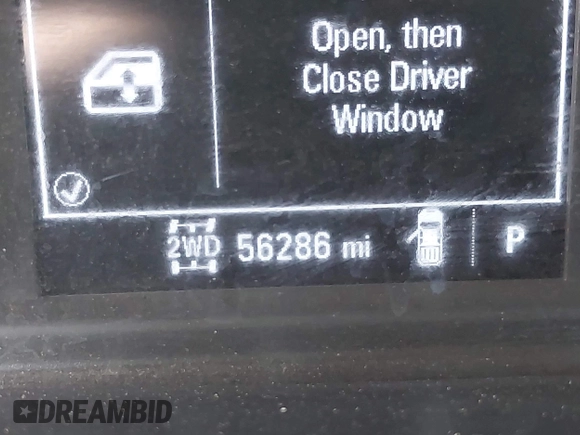 Open, then
Close Driver
Window
2WD 56286 mi P
DREAMBID